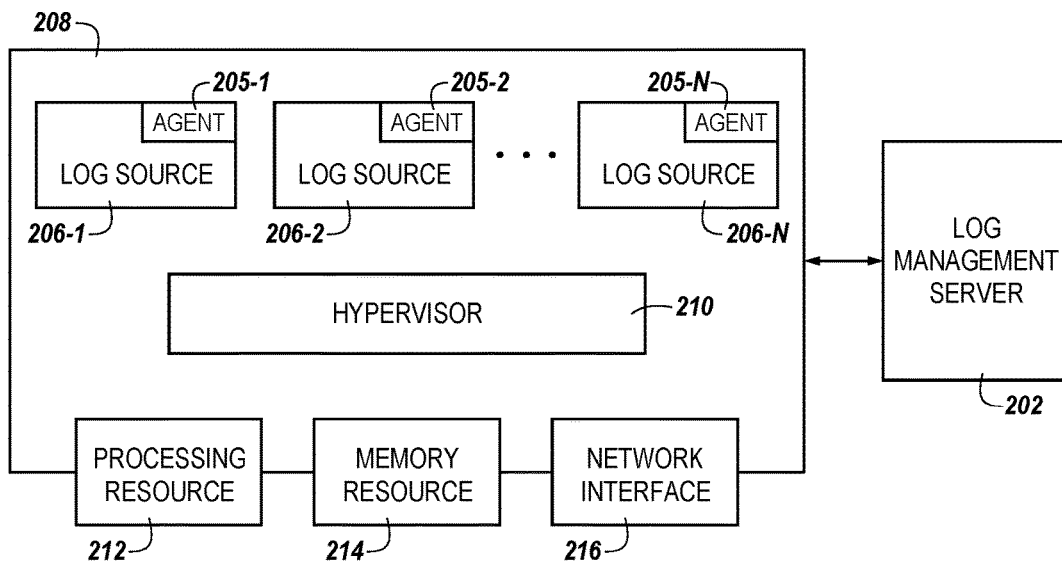 208
205-1
205-2
205-N
AGENT
AGENT
AGENT
LOG SOURCE
LOG SOURCE
• • •
LOG SOURCE
206-1
206-2
206-N
LOG
MANAGEMENT
SERVER
HYPERVISOR
210
202
PROCESSING
RESOURCE
MEMORY
RESOURCE
NETWORK
INTERFACE
212
214
216